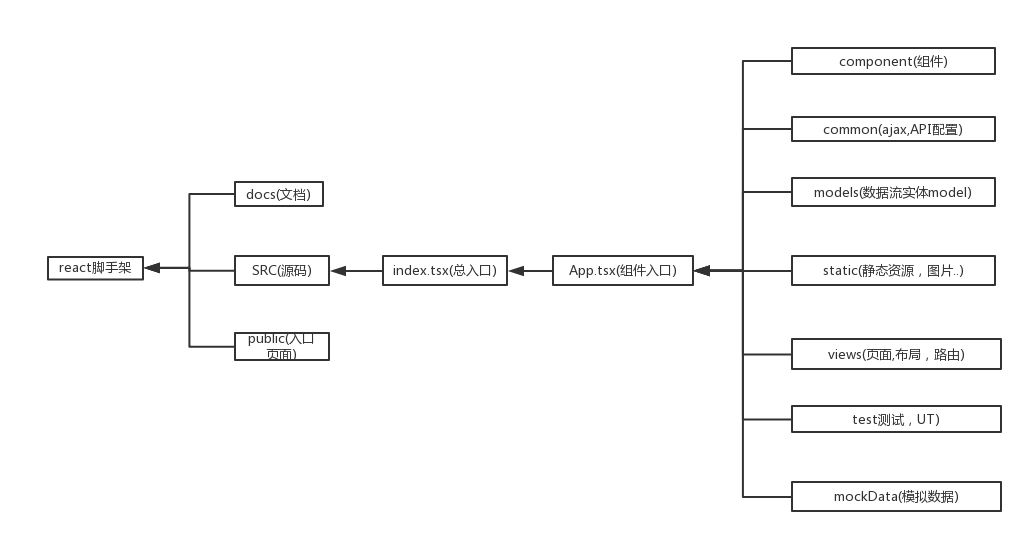 react脚手架
docs(文档)
SRC(源码)
public(入口
页面)
index.tsx(总入口)
App.tsx(组件入口)
component(组件)
common(ajax,API配置)
models(数据流实体model)
static(静态资源，图片..)
views(页面,布局，路由)
test测试，UT)
mockData(模拟数据)